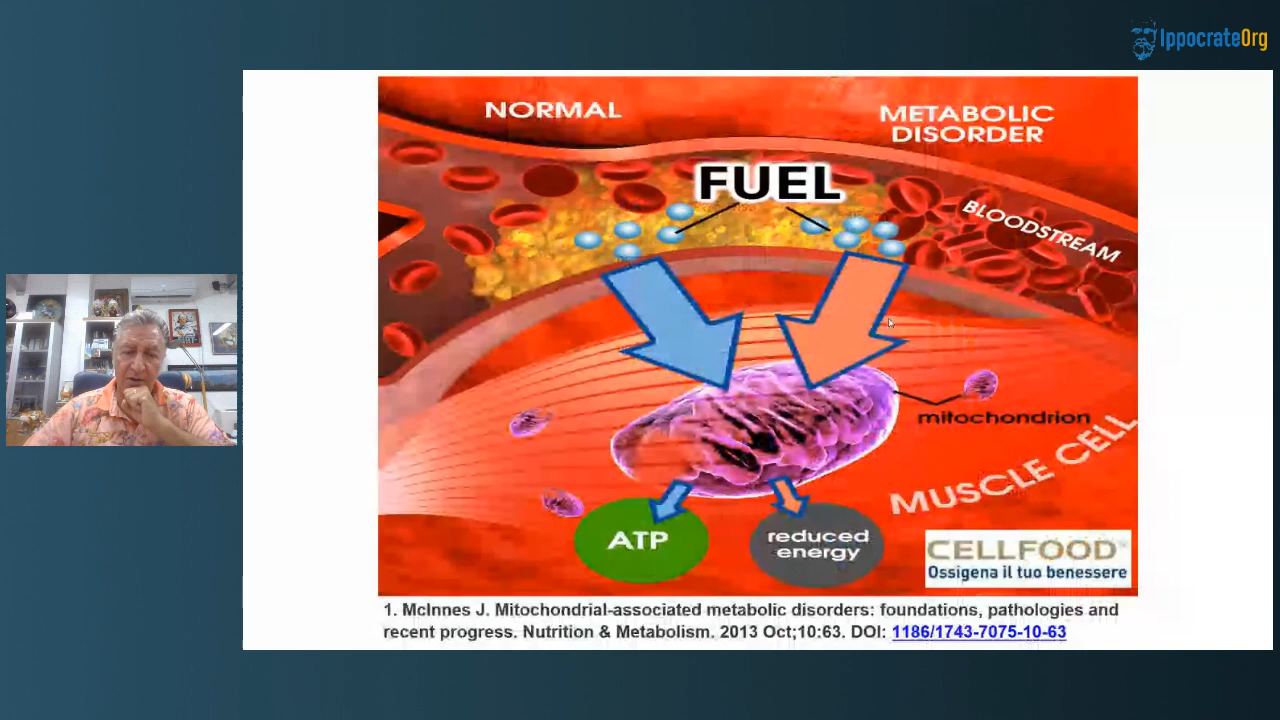 IppocrateOrg
NORMAL
METABOLIC
DISORDER
FUEL
BLOODSTREAM
mitochondrion
MUSCLE CELL
ATP
reduced
energy
CELLFOOD®
Ossigena il tuo benessere
1. McInnes J. Mitochondrial-associated metabolic disorders: foundations, pathologies and
recent progress. Nutrition & Metabolism. 2013 Oct;10:63. DOI: 1186/1743-7075-10-63